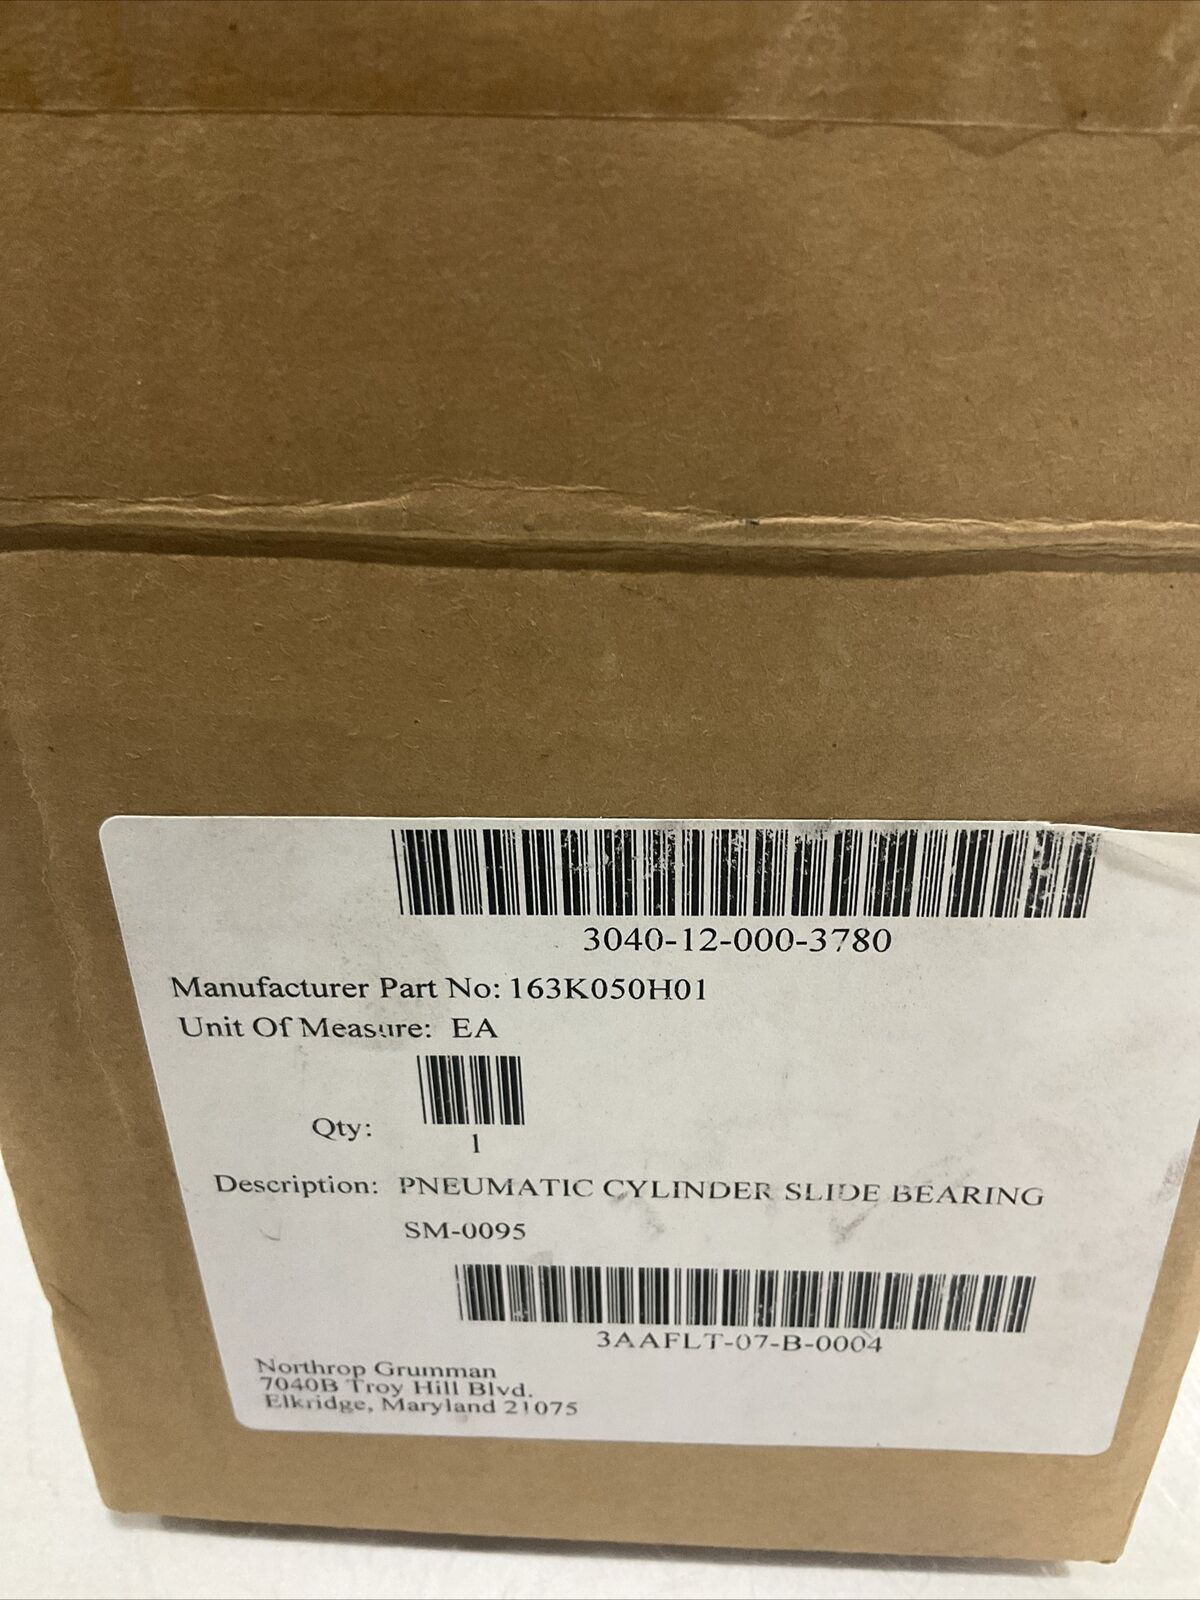 3040-12-000-3780
Manufacturer Part No: 163K050H01
Unit Of Measure: EA
Qty:
1
Description: PNEUMATIC CYLINDER SLIDE BEARING
SM-0095
3AAFLT-07-B-0004
Northrop Grumman
7040B Troy Hill Blvd.
Elkridge, Maryland 21075